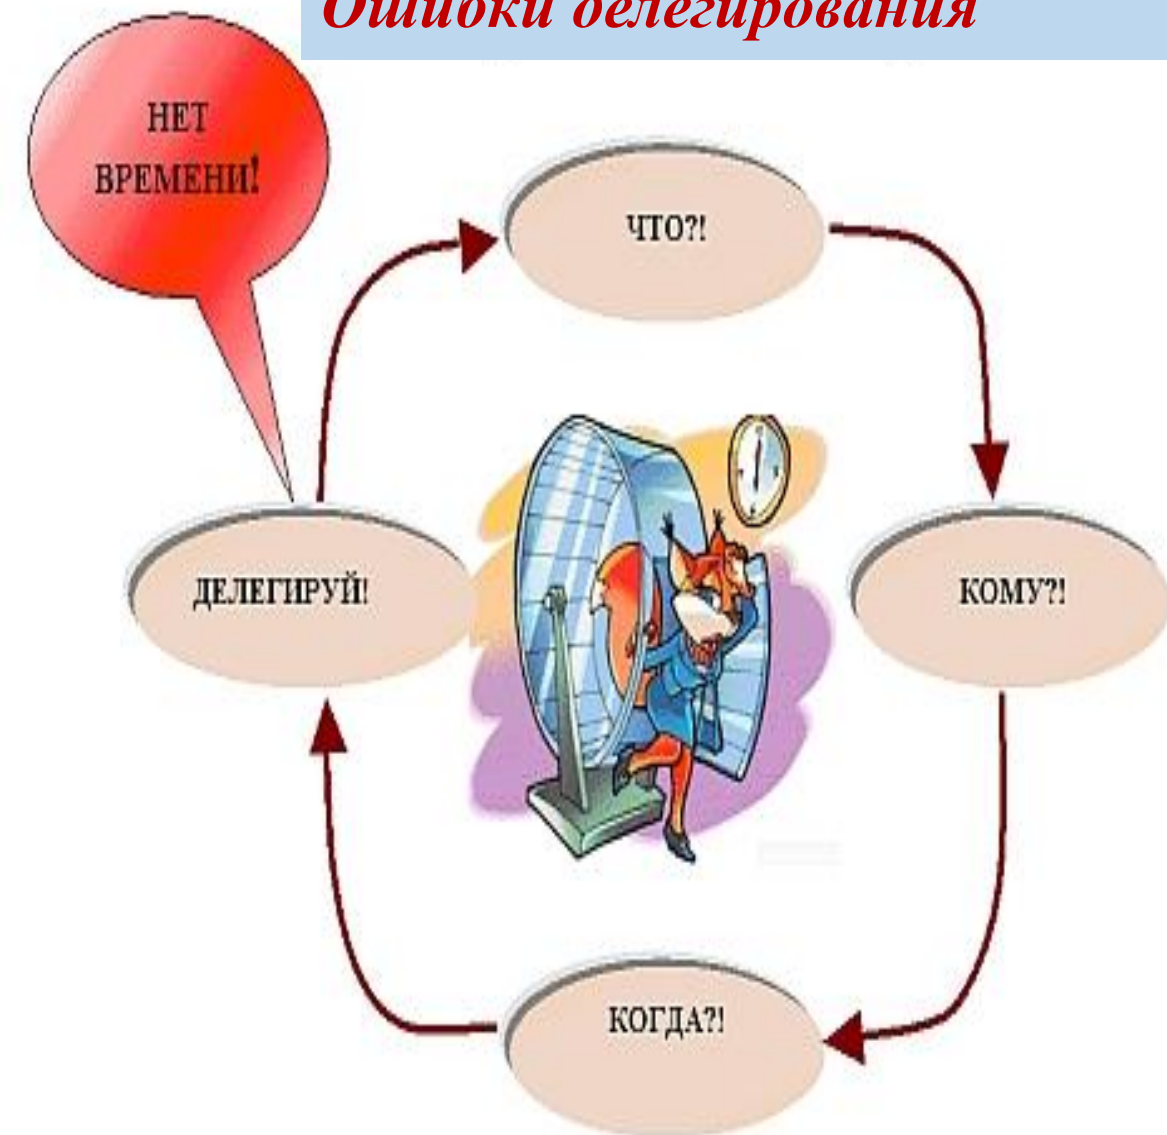 Ошибки делегирования
НЕТ
ВРЕМЕНИ!
ЧТО?!
ДЕЛЕГИРУЙ!
КОМУ?!
КОГДА?!